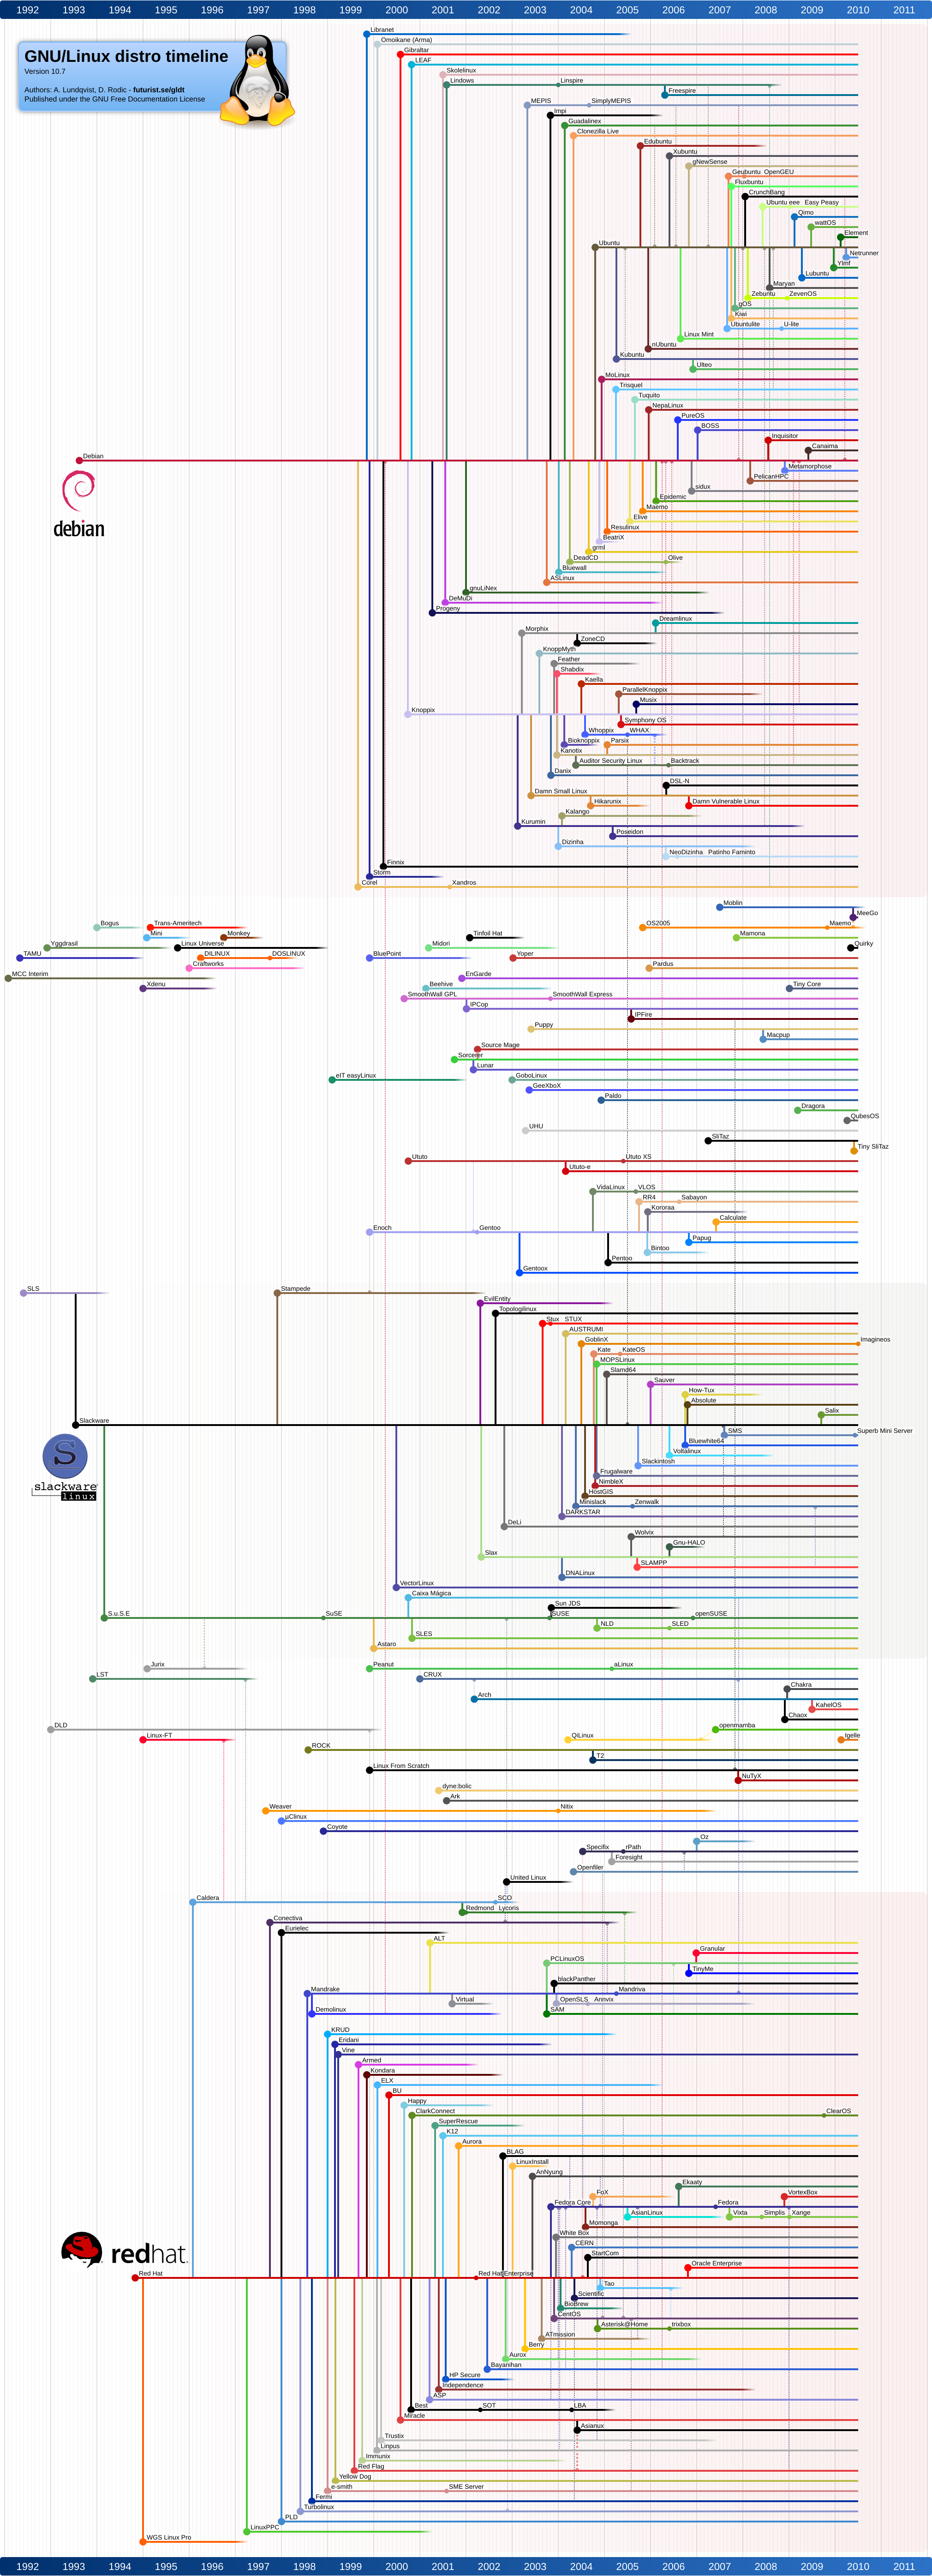 1992 1993 1994 1995 1996 1997 1998 1999 2000 2001 2002 2003 2004 2005 2006 2007 2008 2009 2010 2011
GNU/Linux distro timeline
Version 10.7
Authors: A. Lundqvist, D. Rodic - futurist.se/gldt
Published under the GNU Free Documentation License
Libranet
Omoikane (Arma)
Gibraltar
LEAF
Skolelinux
Lindows Linspire
Freespire
MEPIS SimplyMEPIS
Impi
Guadalinex
Clonezilla Live
Edubuntu
Xubuntu
gNewSense
Geubuntu OpenGEU
Fluxbuntu
CrunchBang
Ubuntu eee Easy Peasy
Qimo
wattOS
Element
Ubuntu
Netrunner
Ylmf
Lubuntu
Maryan
Zebuntu ZevenOS
gOS
Kiwi
Ubuntulite U-lite
Linux Mint
nUbuntu
Kubuntu
Ulteo
MoLinux
Trisquel
Tuquito
NepaLinux
PureOS
BOSS
Inquisitor
Canaima
Debian
Metamorphose
PelicanHPC
sidux
Epidemic
Maemo
Elive
Resulinux
BeatriX
grml
DeadCD Olive
Bluewall
ASLinux
gnuLiNex
DeMuDi
Progeny
debian
Dreamlinux
Morphix
ZoneCD
KnoppMyth
Feather
Shabdix
Kaella
ParallelKnoppix
Musix
Knoppix
Symphony OS
Whoppix WHAX
Bioknoppix Parsix
Kanotix
Auditor Security Linux Backtrack
Danix
DSL-N
Damn Small Linux
Hikarunix Damn Vulnerable Linux
Kalango
Kurumin
Poseidon
Dizinha
NeoDizinha Patinho Faminto
Finnix
Storm
Corel Xandros
Moblin
MeeGo
Bogus Trans-Ameritech OS2005 Maemo
Mini Monkey Tinfoil Hat Mamona
Yggdrasil Linux Universe Midori Quirky
TAMU DILINUX DOSLINUX BluePoint Yoper
Craftworks Pardus
MCC Interim EnGarde
Xdenu Beehive Tiny Core
SmoothWall GPL SmoothWall Express
IPCop
IPFire
Puppy
Macpup
Source Mage
Sorcerer
Lunar
eIT easyLinux GoboLinux
GeeXboX
Paldo
Dragora
QubesOS
UHU
SliTaz
Tiny SliTaz
Ututo Ututo XS
Ututo-e
VidaLinux VLOS
RR4 Sabayon
Kororaa
Calculate
Enoch Gentoo
Papug
Bintoo
Pentoo
Gentoox
SLS Stampede
EvilEntity
Topologilinux
Stux STUX
AUSTRUMI
GoblinX Imagineos
Kate KateOS
MOPSLinux
Slamd64
Sauver
How-Tux
Absolute
Salix
Slackware
SMS Superb Mini Server
Bluewhite64
Voltalinux
Slackintosh
Frugalware
NimbleX
HostGIS
Minislack Zenwalk
DARKSTAR
DeLi
Wolvix
Gnu-HALO
Slax
SLAMPP
DNALinux
VectorLinux
slackware
linux
Caixa Mágica
Sun JDS
S.u.S.E SuSE SUSE openSUSE
NLD SLED
SLES
Astaro
Jurix Peanut aLinux
LST CRUX
Chakra
Arch
KahelOS
Chaox
DLD openmamba
Linux-FT QiLinux Igelle
ROCK
T2
Linux From Scratch
NuTyX
dyne:bolic
Ark
Weaver Nitix
µClinux
Coyote
Oz
Specifix rPath
Foresight
Openfiler
United Linux
Caldera SCO
Redmond Lycoris
Conectiva
Eurielec
ALT
Granular
PCLinuxOS
TinyMe
blackPanther
Mandrake Mandriva
Virtual OpenSLS Annvix
Demolinux SAM
KRUD
Eridani
Vine
Armed
Kondara
ELX
BU
Happy
ClarkConnect ClearOS
SuperRescue
K12
Aurora
BLAG
LinuxInstall
AnNyung
Ekaaty
FoX VortexBox
Fedora Core Fedora
AsianLinux Vixta Simplis Xange
Momonga
White Box
CERN
StartCom
Oracle Enterprise
redhat
Red Hat Red Hat Enterprise
Tao
Scientific
BioBrew
CentOS
Asterisk@Home trixbox
ATmission
Berry
Aurox
Bayanihan
HP Secure
Independence
ASP
Best SOT LBA
Miracle
Asianux
Trustix
Linpus
Immunix
Red Flag
Yellow Dog
e-smith SME Server
Fermi
Turbolinux
PLD
LinuxPPC
WGS Linux Pro
1992 1993 1994 1995 1996 1997 1998 1999 2000 2001 2002 2003 2004 2005 2006 2007 2008 2009 2010 2011